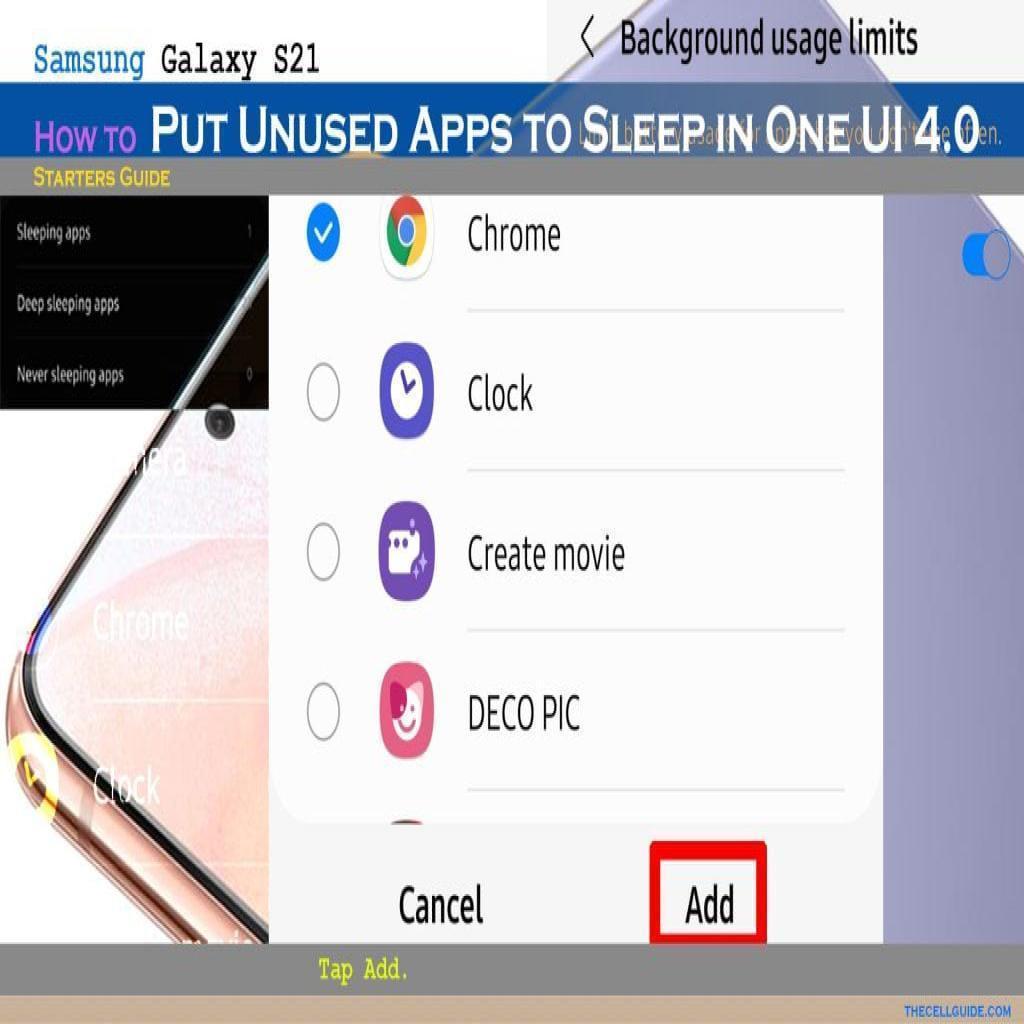 Samsung Galaxy S21
Background usage limits
How to Put Unused Apps to Sleep in One UI 4.0
Starters Guide
Sleeping apps 1
Deep sleeping apps
Never sleeping apps 0
Chrome
Clock
Create movie
DECO PIC
Chrome
Clock
Cancel
Add
Tap Add.
THECELLGUIDE.COM